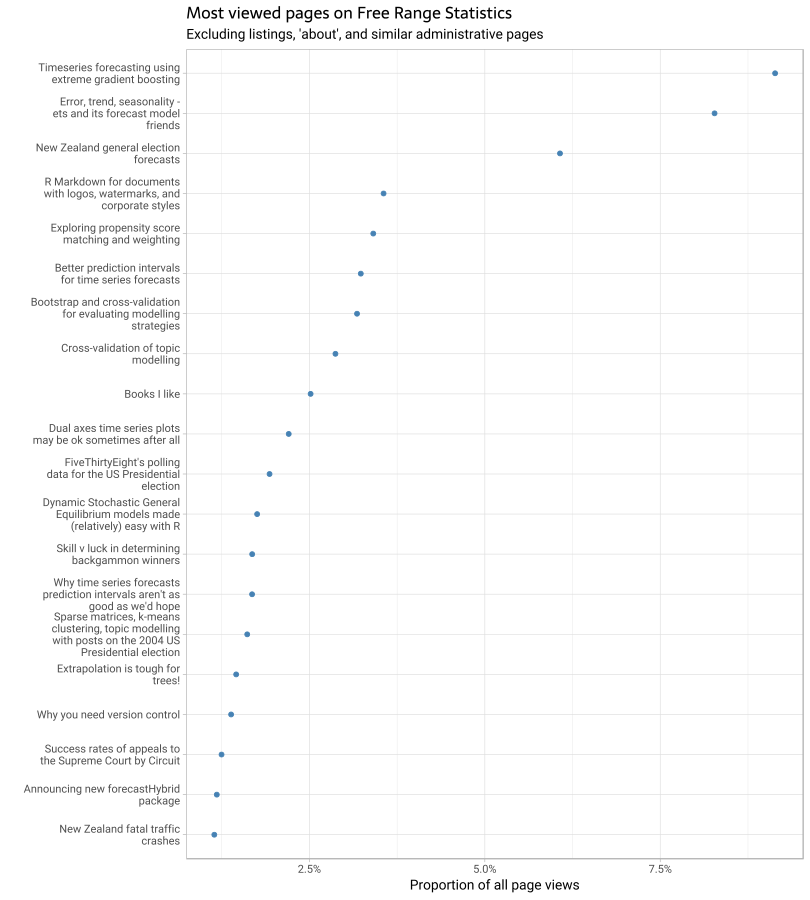 Most viewed pages on Free Range Statistics
Excluding listings, 'about', and similar administrative pages
Timeseries forecasting using
extreme gradient boosting
Error, trend, seasonality -
ets and its forecast model
friends
New Zealand general election
forecasts
R Markdown for documents
with logos, watermarks, and
corporate styles
Exploring propensity score
matching and weighting
Better prediction intervals
for time series forecasts
Bootstrap and cross-validation
for evaluating modelling
strategies
Cross-validation of topic
modelling
Books I like
Dual axes time series plots
may be ok sometimes after all
FiveThirtyEight's polling
data for the US Presidential
election
Dynamic Stochastic General
Equilibrium models made
(relatively) easy with R
Skill v luck in determining
backgammon winners
Why time series forecasts
prediction intervals aren't as
good as we'd hope
Sparse matrices, k-means
clustering, topic modelling
with posts on the 2004 US
Presidential election
Extrapolation is tough for
trees!
Why you need version control
Success rates of appeals to
the Supreme Court by Circuit
Announcing new forecastHybrid
package
New Zealand fatal traffic
crashes
2.5%
5.0%
7.5%
Proportion of all page views